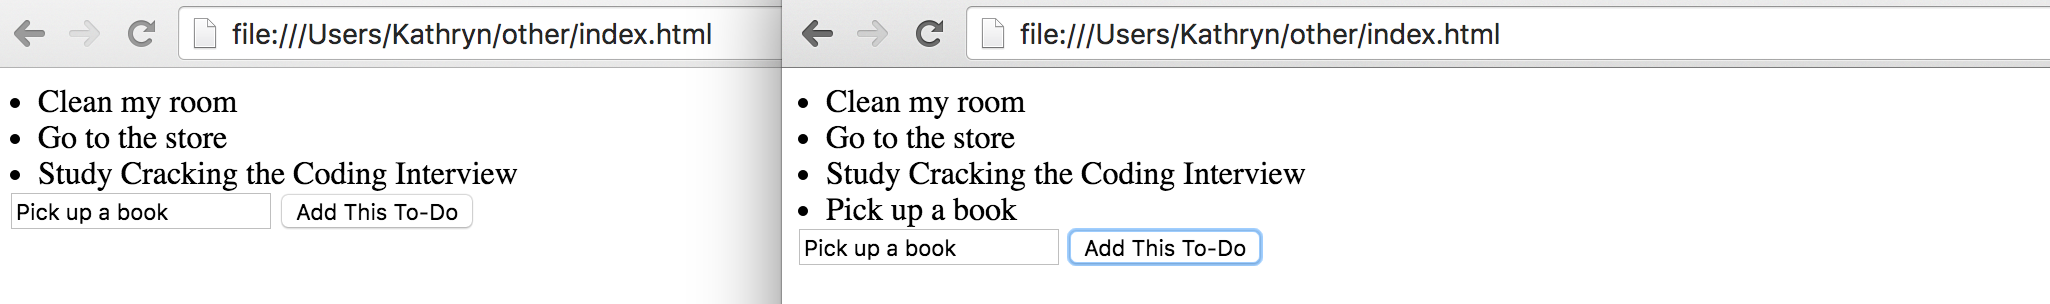 file:///Users/Kathryn/other/index.html
Clean my room
Go to the store
Study Cracking the Coding Interview
Pick up a book
Add This To-Do
file:///Users/Kathryn/other/index.html
Clean my room
Go to the store
Study Cracking the Coding Interview
Pick up a book
Pick up a book
Add This To-Do